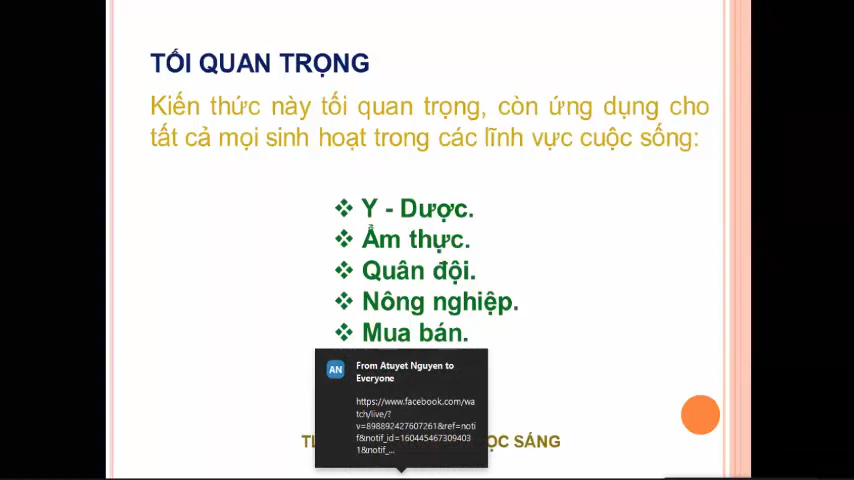 TỐI QUAN TRỌNG
Kiến thức này tối quan trọng, còn ứng dụng cho
tất cả mọi sinh hoạt trong các lĩnh vực cuộc sống:
❖ Y - Dược.
❖ Ẩm thực.
❖ Quân đội.
❖ Nông nghiệp.
❖ Mua bán.
AN
From Atuyet Nguyen to
Everyone
https://www.facebook.com/wa
tch/live/?
v=898892427607261&ref=noti
f&notif_id=160445467309403
1&notif_...
SÁNG